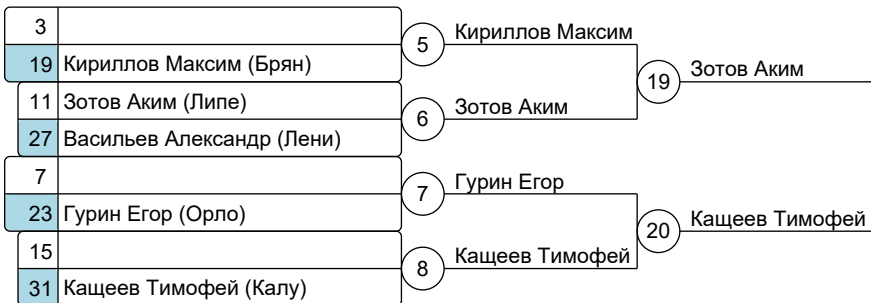 3
5
Кириллов Максим
19 Кириллов Максим (Брян)
19
Зотов Аким
11 Зотов Аким (Липе)
6
Зотов Аким
27 Васильев Александр (Лени)
7
7
Гурин Егор
23 Гурин Егор (Орло)
20
Кащеев Тимофей
15
8
Кащеев Тимофей
31 Кащеев Тимофей (Калу)